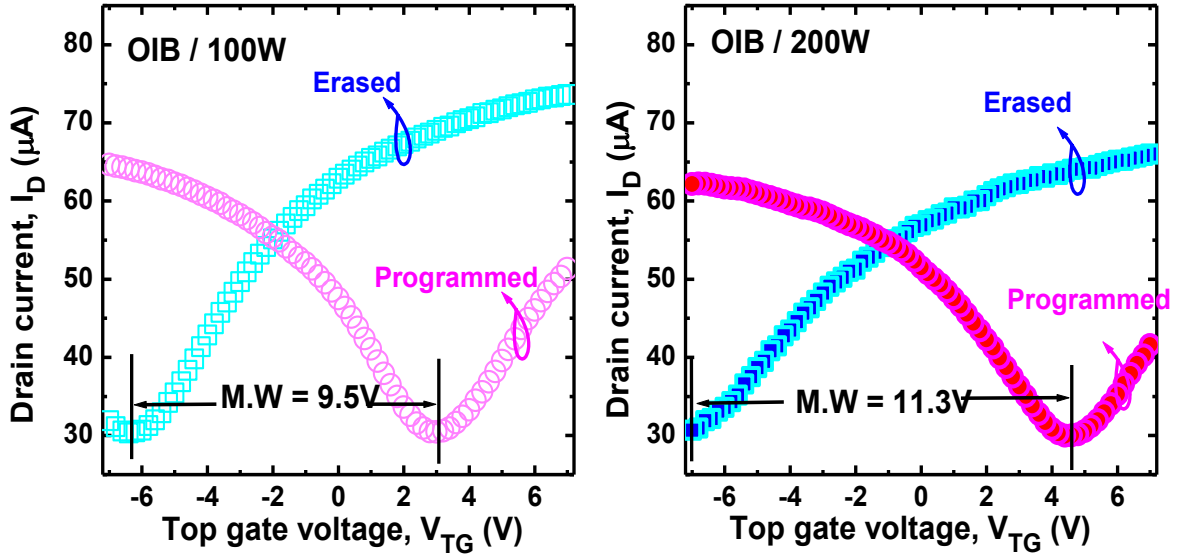 OIB / 100W
Erased
Programmed
M.W = 9.5V
Drain current, I_D (μA)
80
70
60
50
40
30
-6 -4 -2 0 2 4 6
Top gate voltage, V_TG (V)
OIB / 200W
Erased
Programmed
M.W = 11.3V
Drain current, I_D (μA)
80
70
60
50
40
30
-6 -4 -2 0 2 4 6
Top gate voltage, V_TG (V)